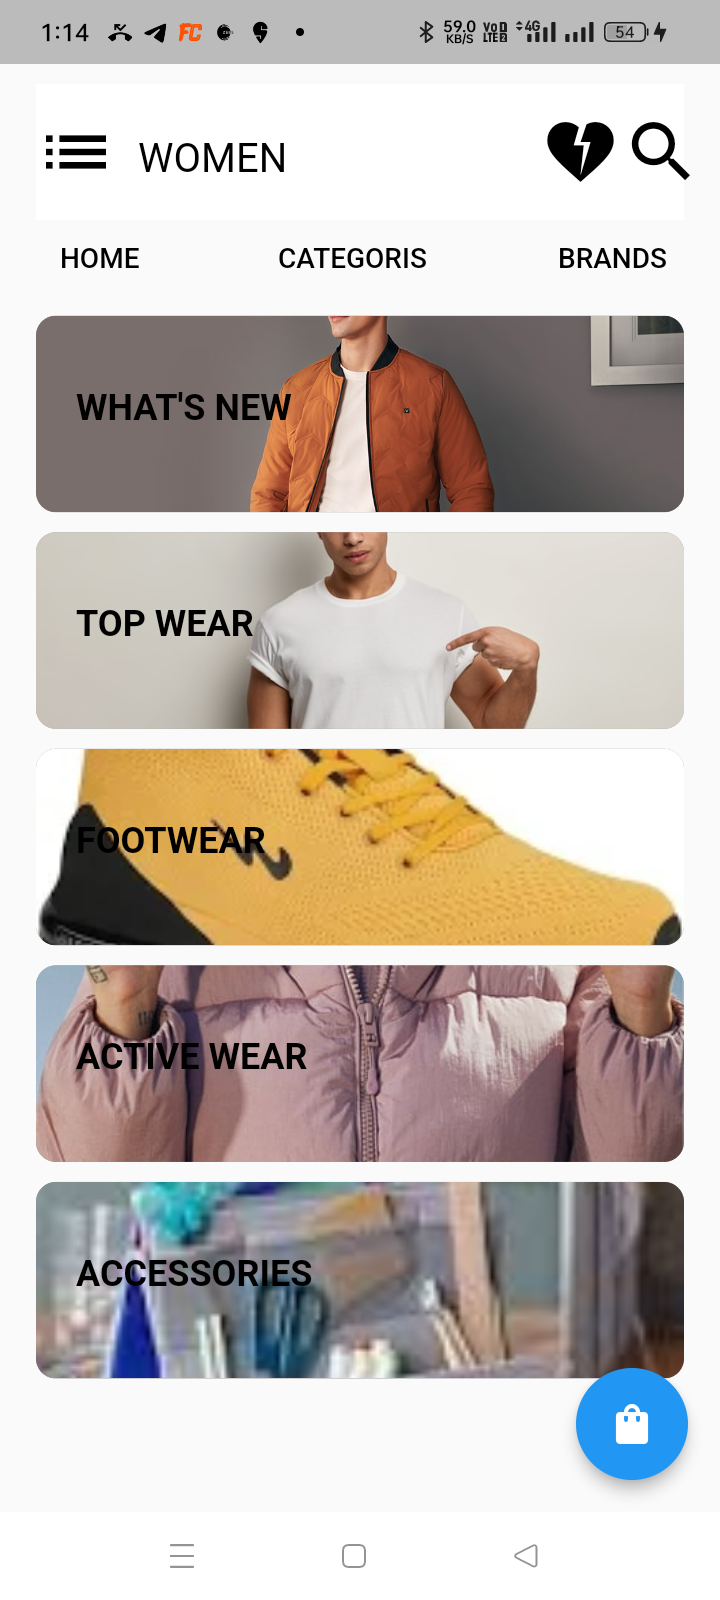 1:14 FC 59.0 KB/S VoD LTE2 4G 54
WOMEN
HOME CATEGORIS BRANDS
WHAT'S NEW
TOP WEAR
FOOTWEAR
ACTIVE WEAR
ACCESSORIES